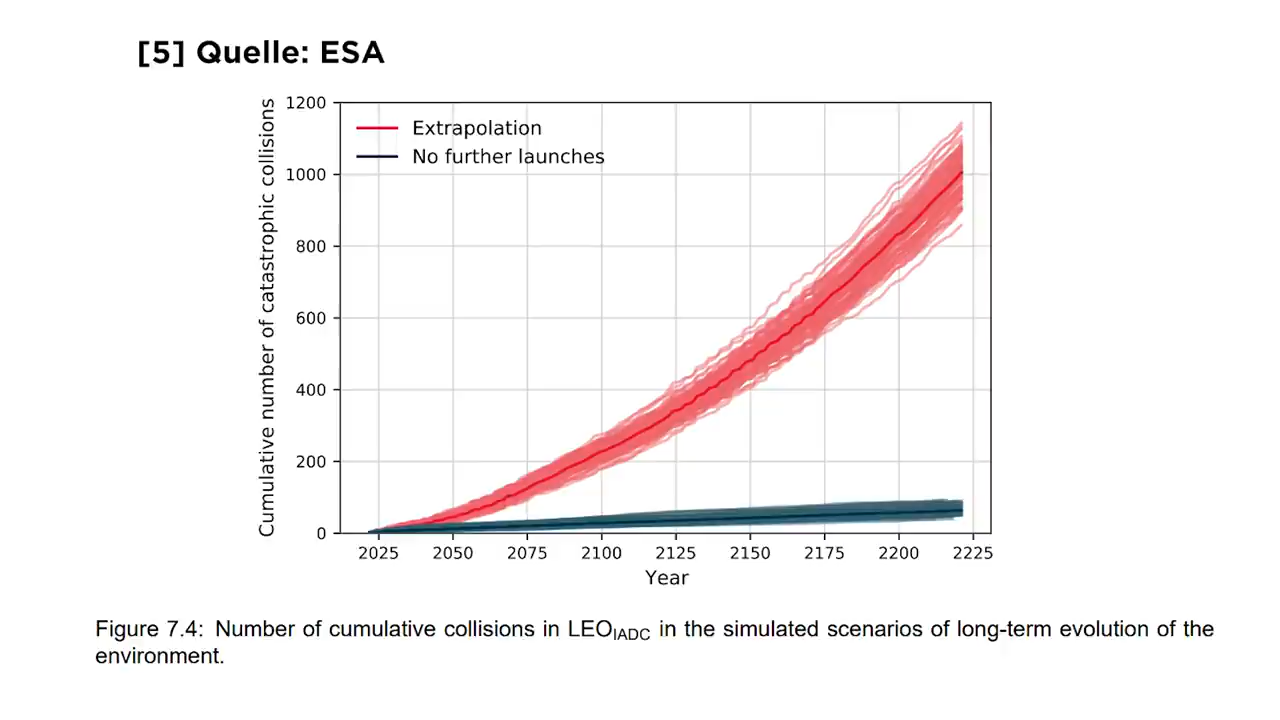 [5] Quelle: ESA
Cumulative number of catastrophic collisions
1200
1000
800
600
400
200
0
Extrapolation
No further launches
2025 2050 2075 2100 2125 2150 2175 2200 2225
Year
Figure 7.4: Number of cumulative collisions in LEO_IADC in the simulated scenarios of long-term evolution of the
environment.